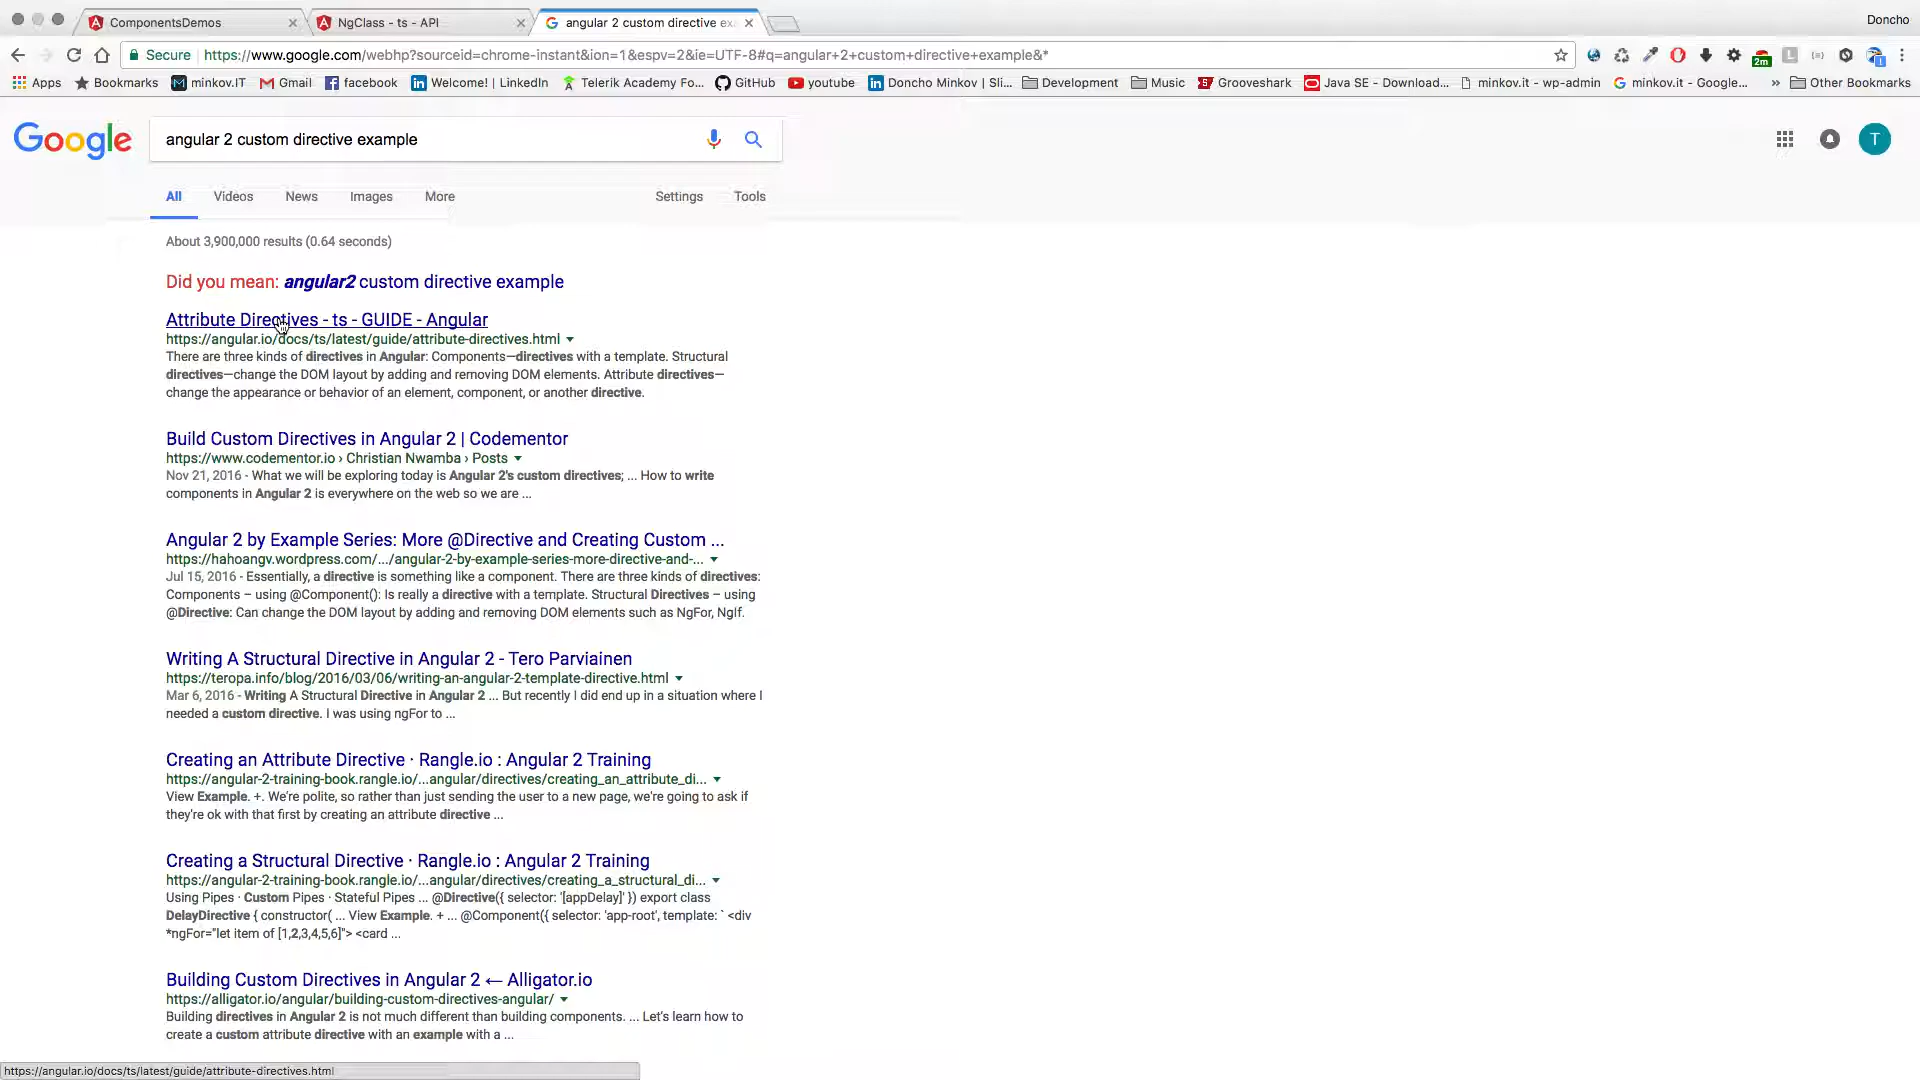 ComponentsDemos
NgClass - ts - API
angular 2 custom directive ex
Doncho
Secure https://www.google.com/webhp?sourceid=chrome-instant&ion=1&espv=2&ie=UTF-8#q=angular+2+custom+directive+example&*
2m
Apps Bookmarks minkov.IT Gmail facebook Welcome! | LinkedIn Telerik Academy Fo... GitHub youtube Doncho Minkov | Sli... Development Music Grooveshark Java SE - Download... minkov.it - wp-admin minkov.it - Google... » Other Bookmarks
Google
angular 2 custom directive example
T
All Videos News Images More Settings Tools
About 3,900,000 results (0.64 seconds)
Did you mean: angular2 custom directive example
Attribute Directives - ts - GUIDE - Angular
https://angular.io/docs/ts/latest/guide/attribute-directives.html
There are three kinds of directives in Angular: Components—directives with a template. Structural
directives—change the DOM layout by adding and removing DOM elements. Attribute directives—
change the appearance or behavior of an element, component, or another directive.
Build Custom Directives in Angular 2 | Codementor
https://www.codementor.io › Christian Nwamba › Posts
Nov 21, 2016 - What we will be exploring today is Angular 2's custom directives; ... How to write
components in Angular 2 is everywhere on the web so we are ...
Angular 2 by Example Series: More @Directive and Creating Custom ...
https://hahoangv.wordpress.com/.../angular-2-by-example-series-more-directive-and-...
Jul 15, 2016 - Essentially, a directive is something like a component. There are three kinds of directives:
Components – using @Component(): Is really a directive with a template. Structural Directives – using
@Directive: Can change the DOM layout by adding and removing DOM elements such as NgFor, NgIf.
Writing A Structural Directive in Angular 2 - Tero Parviainen
https://teropa.info/blog/2016/03/06/writing-an-angular-2-template-directive.html
Mar 6, 2016 - Writing A Structural Directive in Angular 2 ... But recently I did end up in a situation where I
needed a custom directive. I was using ngFor to ...
Creating an Attribute Directive · Rangle.io : Angular 2 Training
https://angular-2-training-book.rangle.io/...angular/directives/creating_an_attribute_di...
View Example. +. We're polite, so rather than just sending the user to a new page, we're going to ask if
they're ok with that first by creating an attribute directive ...
Creating a Structural Directive · Rangle.io : Angular 2 Training
https://angular-2-training-book.rangle.io/...angular/directives/creating_a_structural_di...
Using Pipes · Custom Pipes · Stateful Pipes ... @Directive({ selector: '[appDelay]' }) export class
DelayDirective { constructor( ... View Example. + ... @Component({ selector: 'app-root', template: ` <div
*ngFor="let item of [1,2,3,4,5,6]"> <card ...
Building Custom Directives in Angular 2 ← Alligator.io
https://alligator.io/angular/building-custom-directives-angular/
Building directives in Angular 2 is not much different than building components. ... Let's learn how to
create a custom attribute directive with an example with a ...
https://angular.io/docs/ts/latest/guide/attribute-directives.html